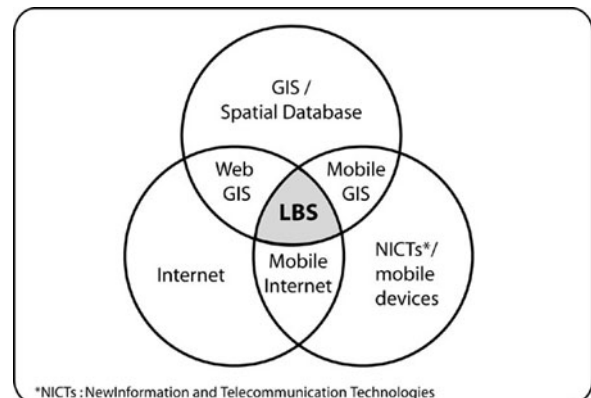 GIS /
Spatial Database
Web
GIS
Mobile
GIS
LBS
Internet
Mobile
Internet
NICTs*/
mobile
devices
*NICTs : NewInformation and Telecommunication Technologies